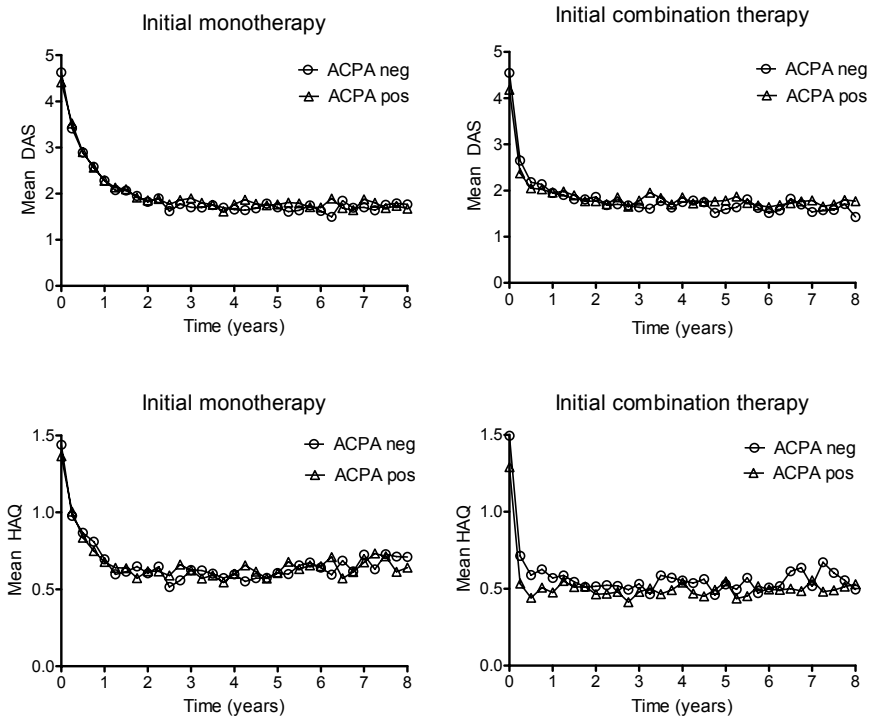 Initial monotherapy
5
4
3
2
1
0
Mean DAS
ACPA neg
ACPA pos
0 1 2 3 4 5 6 7 8
Time (years)
Initial combination therapy
5
4
3
2
1
0
Mean DAS
ACPA neg
ACPA pos
0 1 2 3 4 5 6 7 8
Time (years)
Initial monotherapy
1.5
1.0
0.5
0.0
Mean HAQ
ACPA neg
ACPA pos
0 1 2 3 4 5 6 7 8
Time (years)
Initial combination therapy
1.5
1.0
0.5
0.0
Mean HAQ
ACPA neg
ACPA pos
0 1 2 3 4 5 6 7 8
Time (years)